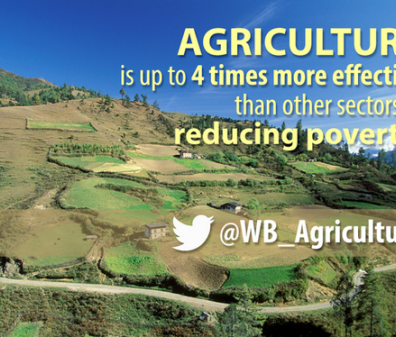 AGRICULTUR
is up to 4 times more effecti
than other sectors
reducing povert
@WB_Agricultu